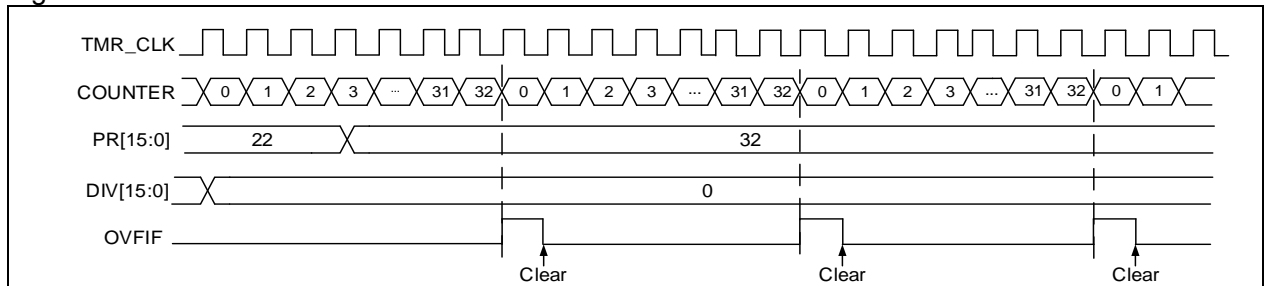 TMR_CLK
COUNTER 0 1 2 3 ... 31 32 0 1 2 3 ... 31 32 0 1 2 3 ... 31 32 0 1
PR[15:0] 22 32
DIV[15:0] 0
OVFIF
Clear Clear Clear